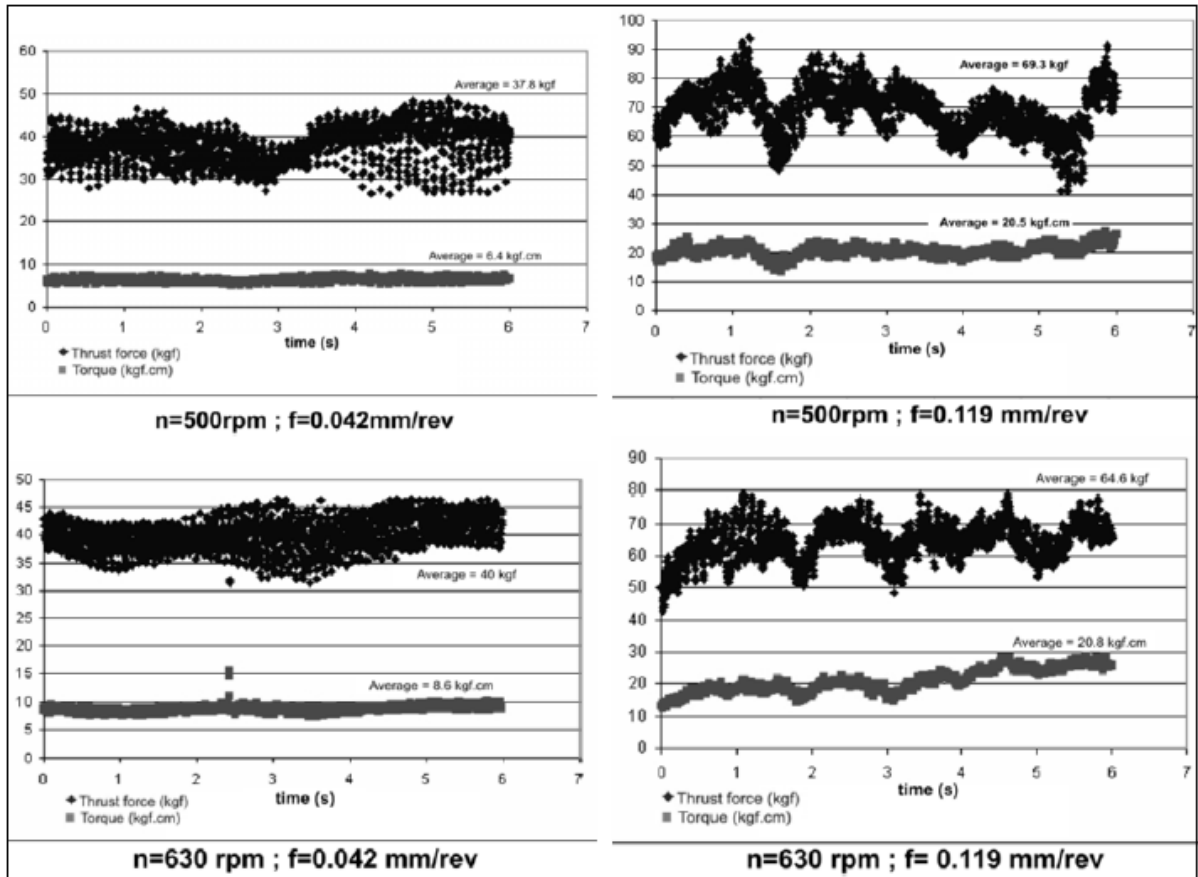 60
50
Average = 37.8 kgf
40
30
20
10
Average = 6.4 kgf.cm
0
0 1 2 3 4 5 6 7
time (s)
Thrust force (kgf)
Torque (kgf.cm)
n=500rpm ; f=0.042mm/rev
100
90
Average = 69.3 kgf
80
70
60
50
40
30
Average = 20.5 kgf.cm
20
10
0
0 1 2 3 4 5 6 7
time (s)
Thrust force (kgf)
Torque (kgf.cm)
n=500rpm ; f=0.119 mm/rev
50
45
40
35
Average = 40 kgf
30
25
20
15
Average = 8.6 kgf.cm
10
5
0
0 1 2 3 4 5 6 7
time (s)
Thrust force (kgf)
Torque (kgf.cm)
n=630 rpm ; f=0.042 mm/rev
90
Average = 64.6 kgf
80
70
60
50
40
Average = 20.8 kgf.cm
30
20
10
0
0 1 2 3 4 5 6 7
time (s)
Thrust force (kgf)
Torque (kgf.cm)
n=630 rpm ; f= 0.119 mm/rev